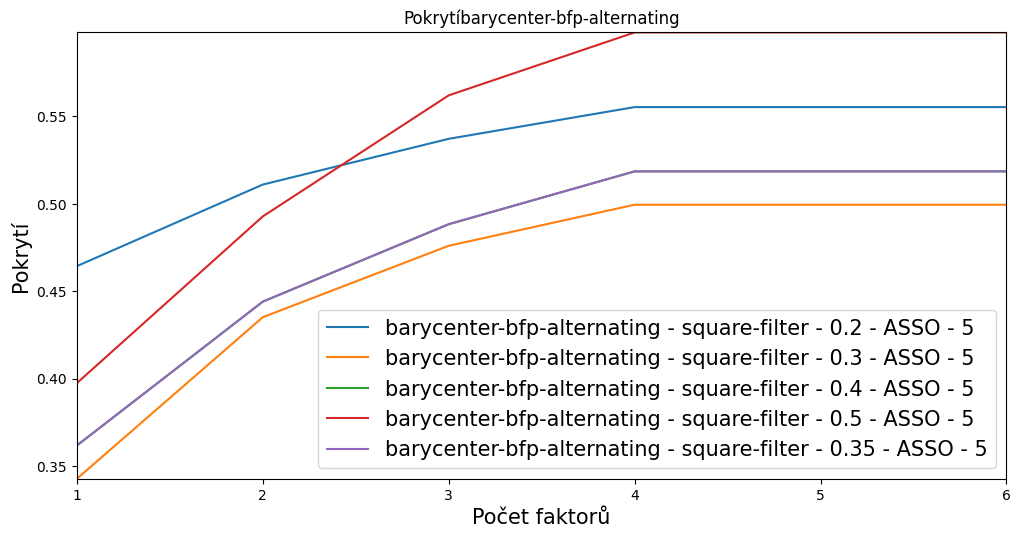 Pokrytíbarycenter-bfp-alternating
0.55
0.50
0.45
0.40
0.35
Pokrytí
barycenter-bfp-alternating - square-filter - 0.2 - ASSO - 5
barycenter-bfp-alternating - square-filter - 0.3 - ASSO - 5
barycenter-bfp-alternating - square-filter - 0.4 - ASSO - 5
barycenter-bfp-alternating - square-filter - 0.5 - ASSO - 5
barycenter-bfp-alternating - square-filter - 0.35 - ASSO - 5
1 2 3 4 5 6
Počet faktorů